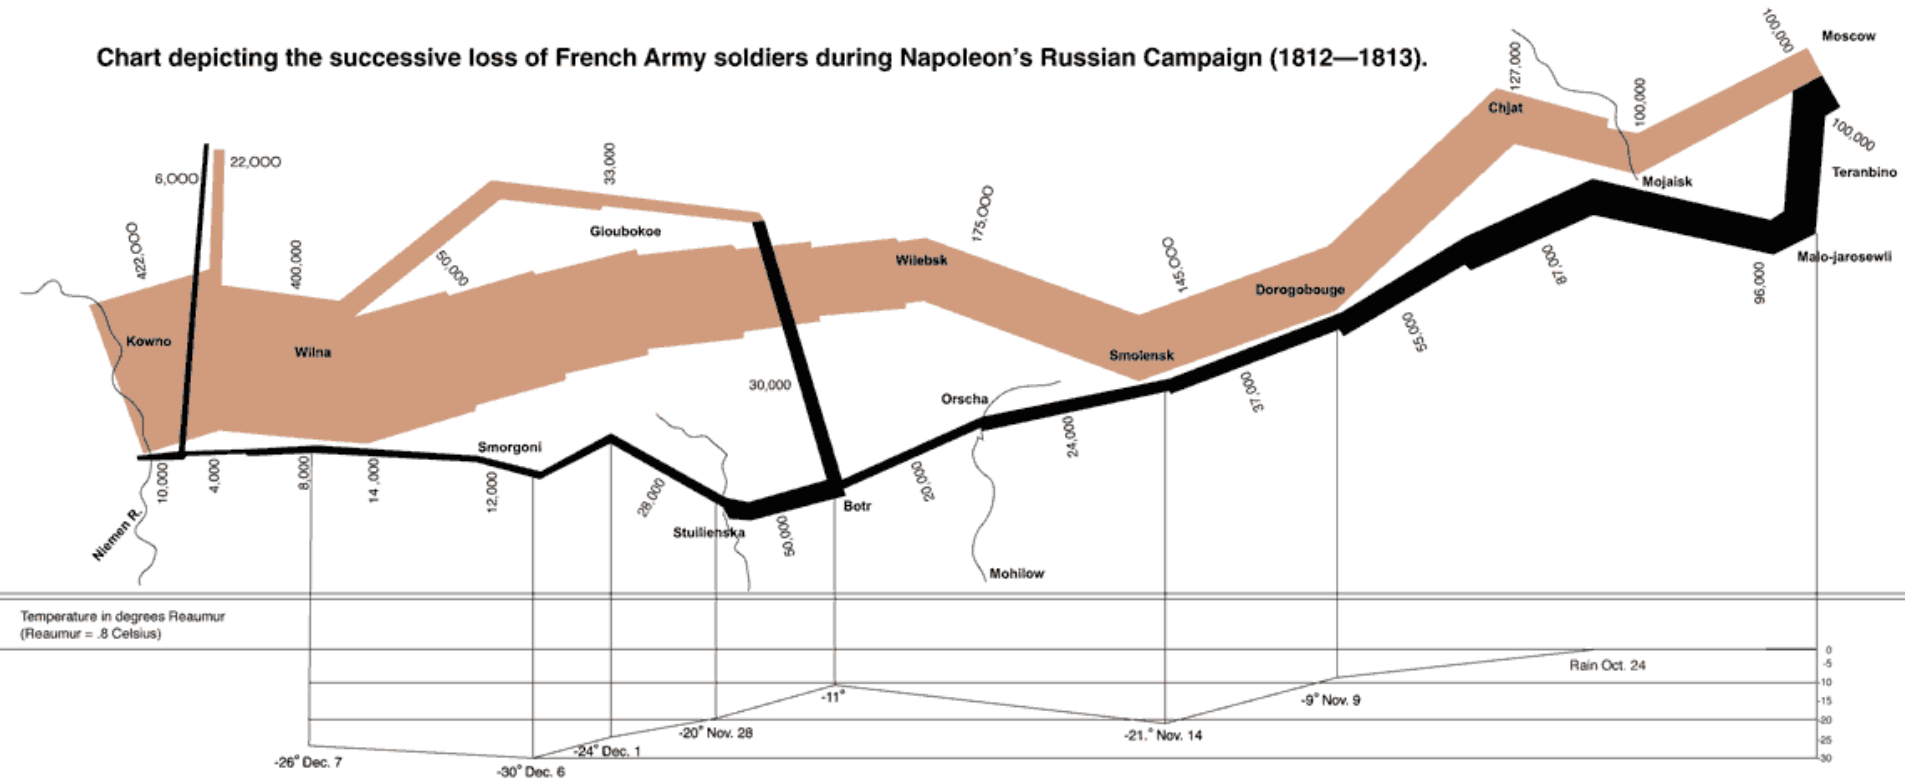 Chart depicting the successive loss of French Army soldiers during Napoleon's Russian Campaign (1812—1813).
100,000
Moscow
127,000
100,000
Chjat
100,000
Teranbino
Mojaisk
Malo-jarosewli
6,000
22,000
33,000
422,000
400,000
50,000
Gloubokoe
175,000
Wilebsk
145,000
Dorogobouge
87,000
96,000
55,000
Kowno
Wilna
Smolensk
30,000
Orscha
37,000
24,000
Smorgoni
10,000
4,000
8,000
14,000
12,000
28,000
20,000
Botr
Stuilienska
50,000
Niemen R.
Mohilow
Temperature in degrees Reaumur
(Reaumur = .8 Celsius)
0
-5
-10
-15
-20
-25
-30
Rain Oct. 24
-9° Nov. 9
-21.° Nov. 14
-11°
-20° Nov. 28
-24° Dec. 1
-30° Dec. 6
-26° Dec. 7